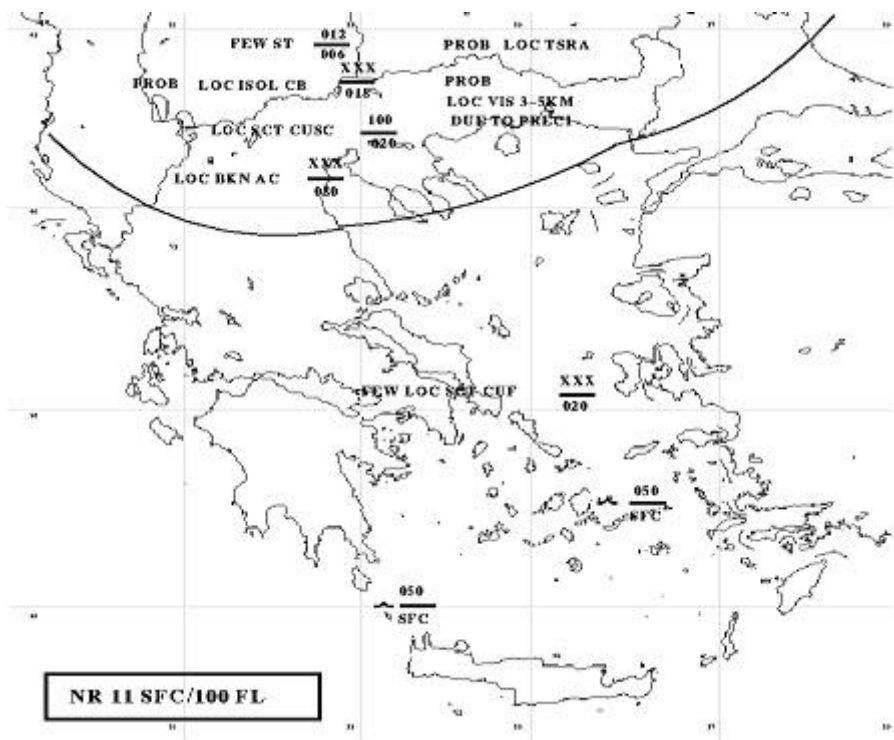 FEW ST 012
006
PROB LOC TSRA
PROB LOC ISOL CB XXX
018
PROB
LOC VIS 3-5KM
DUE TO PRECI
LOC SCT CUSC 100
020
LOC BKN AC XXX
080
FEW LOC SCT CUF XXX
020
050
SFC
050
SFC
NR 11 SFC/100 FL